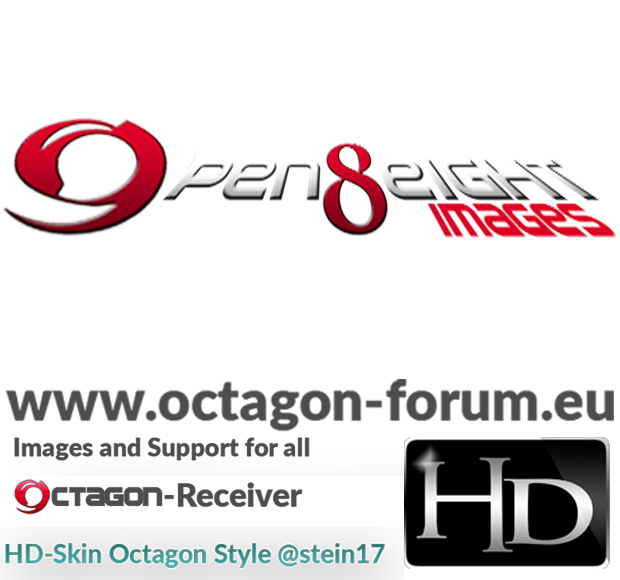 Open8eight
Images
www.octagon-forum.eu
Images and Support for all
OCTAGON-Receiver
HD
HD-Skin Octagon Style @stein17